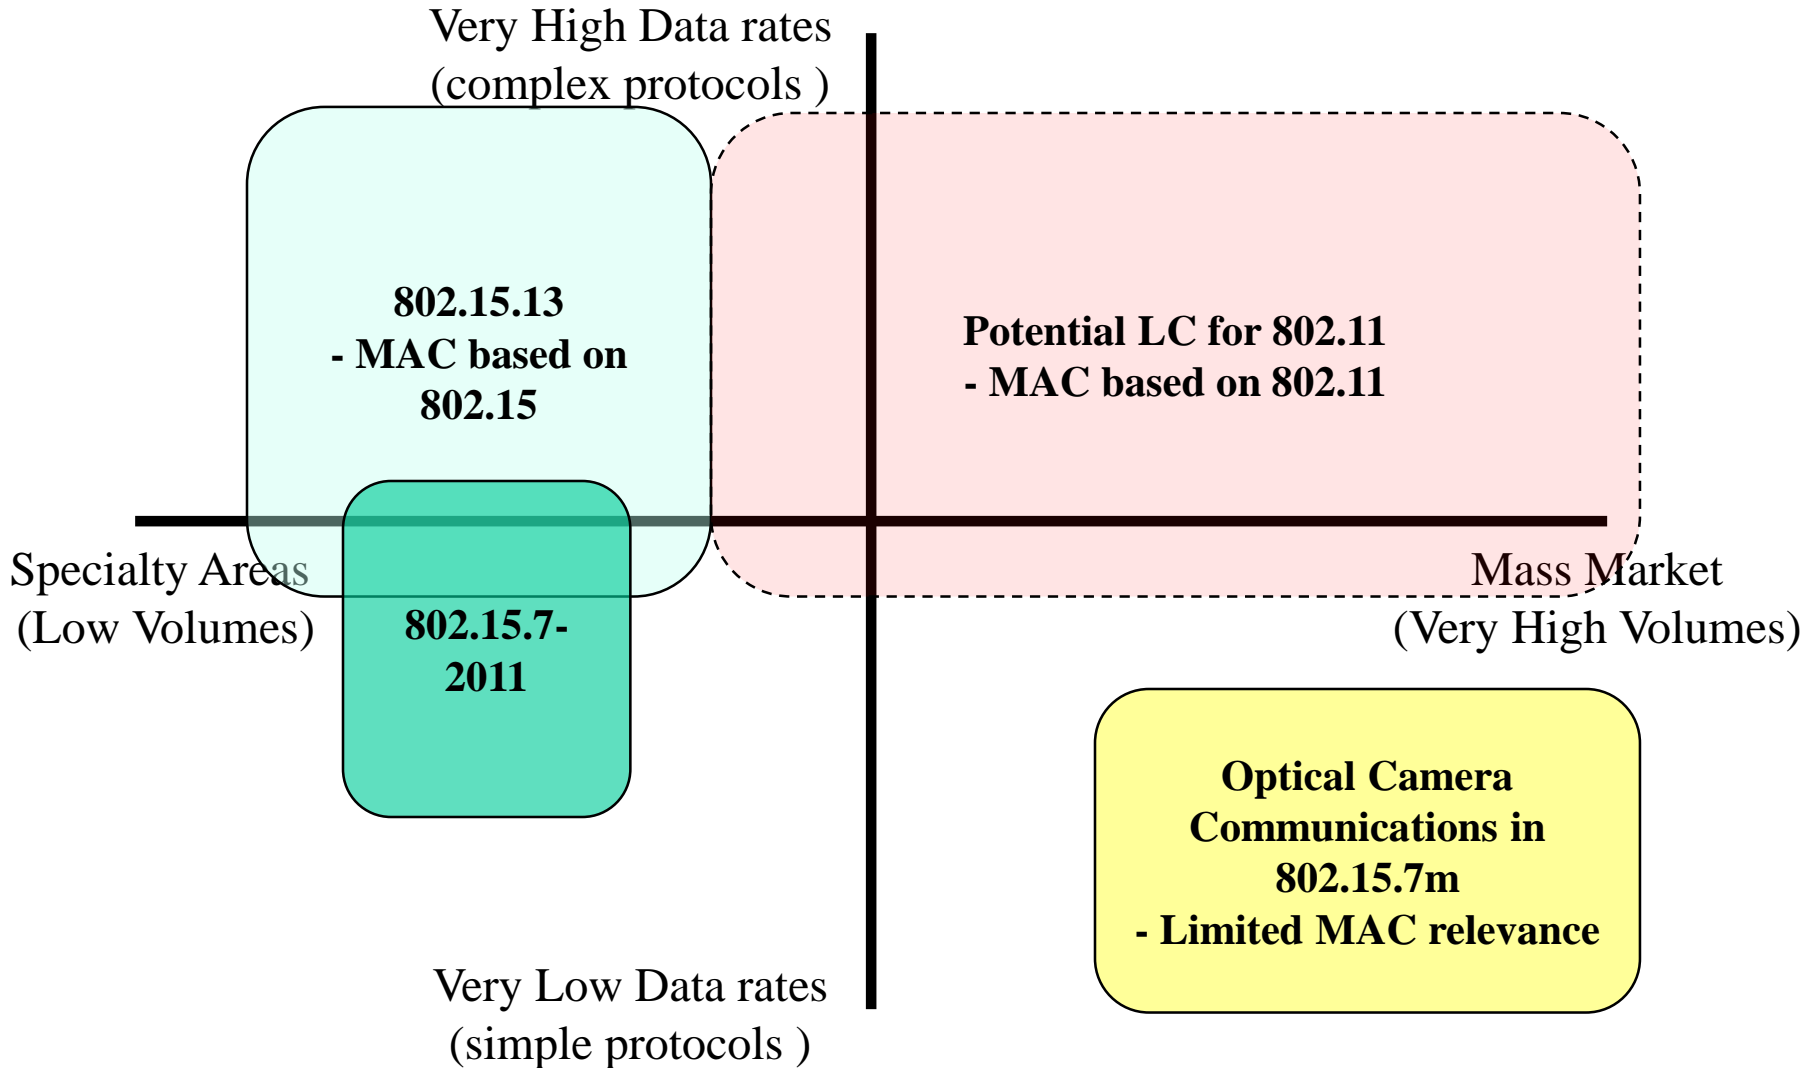 Very High Data rates
(complex protocols )
802.15.13
- MAC based on
802.15
Potential LC for 802.11
- MAC based on 802.11
Specialty Areas
(Low Volumes)
Mass Market
(Very High Volumes)
802.15.7-
2011
Optical Camera
Communications in
802.15.7m
- Limited MAC relevance
Very Low Data rates
(simple protocols )